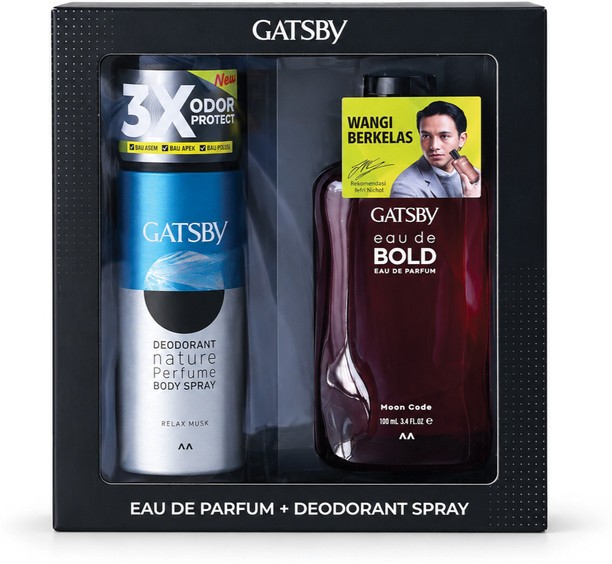 GATSBY
New
3X ODOR
PROTECT
BAU ASEM BAU APEK BAU POLUSI
GATSBY
DEODORANT
nature
Perfume
BODY SPRAY
RELAX MUSK
WANGI
BERKELAS
Rekomendasi
Jefri Nichol
GATSBY
eau de
BOLD
EAU DE PARFUM
Moon Code
100 mL 3.4 FL.OZ ℮
EAU DE PARFUM + DEODORANT SPRAY